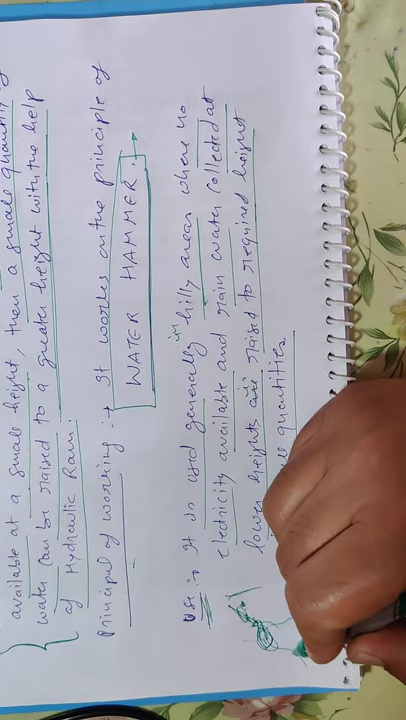 available at a small height, then a small quantity of
water can be raised to a greater height with the help
of Hydraulic Ram.
Principal of working :→ It works on the principle of
WATER HAMMER.
Use :→ It is used generally in hilly areas where no
electricity available and rain water collected at
lower heights are raised to required height
quantities.